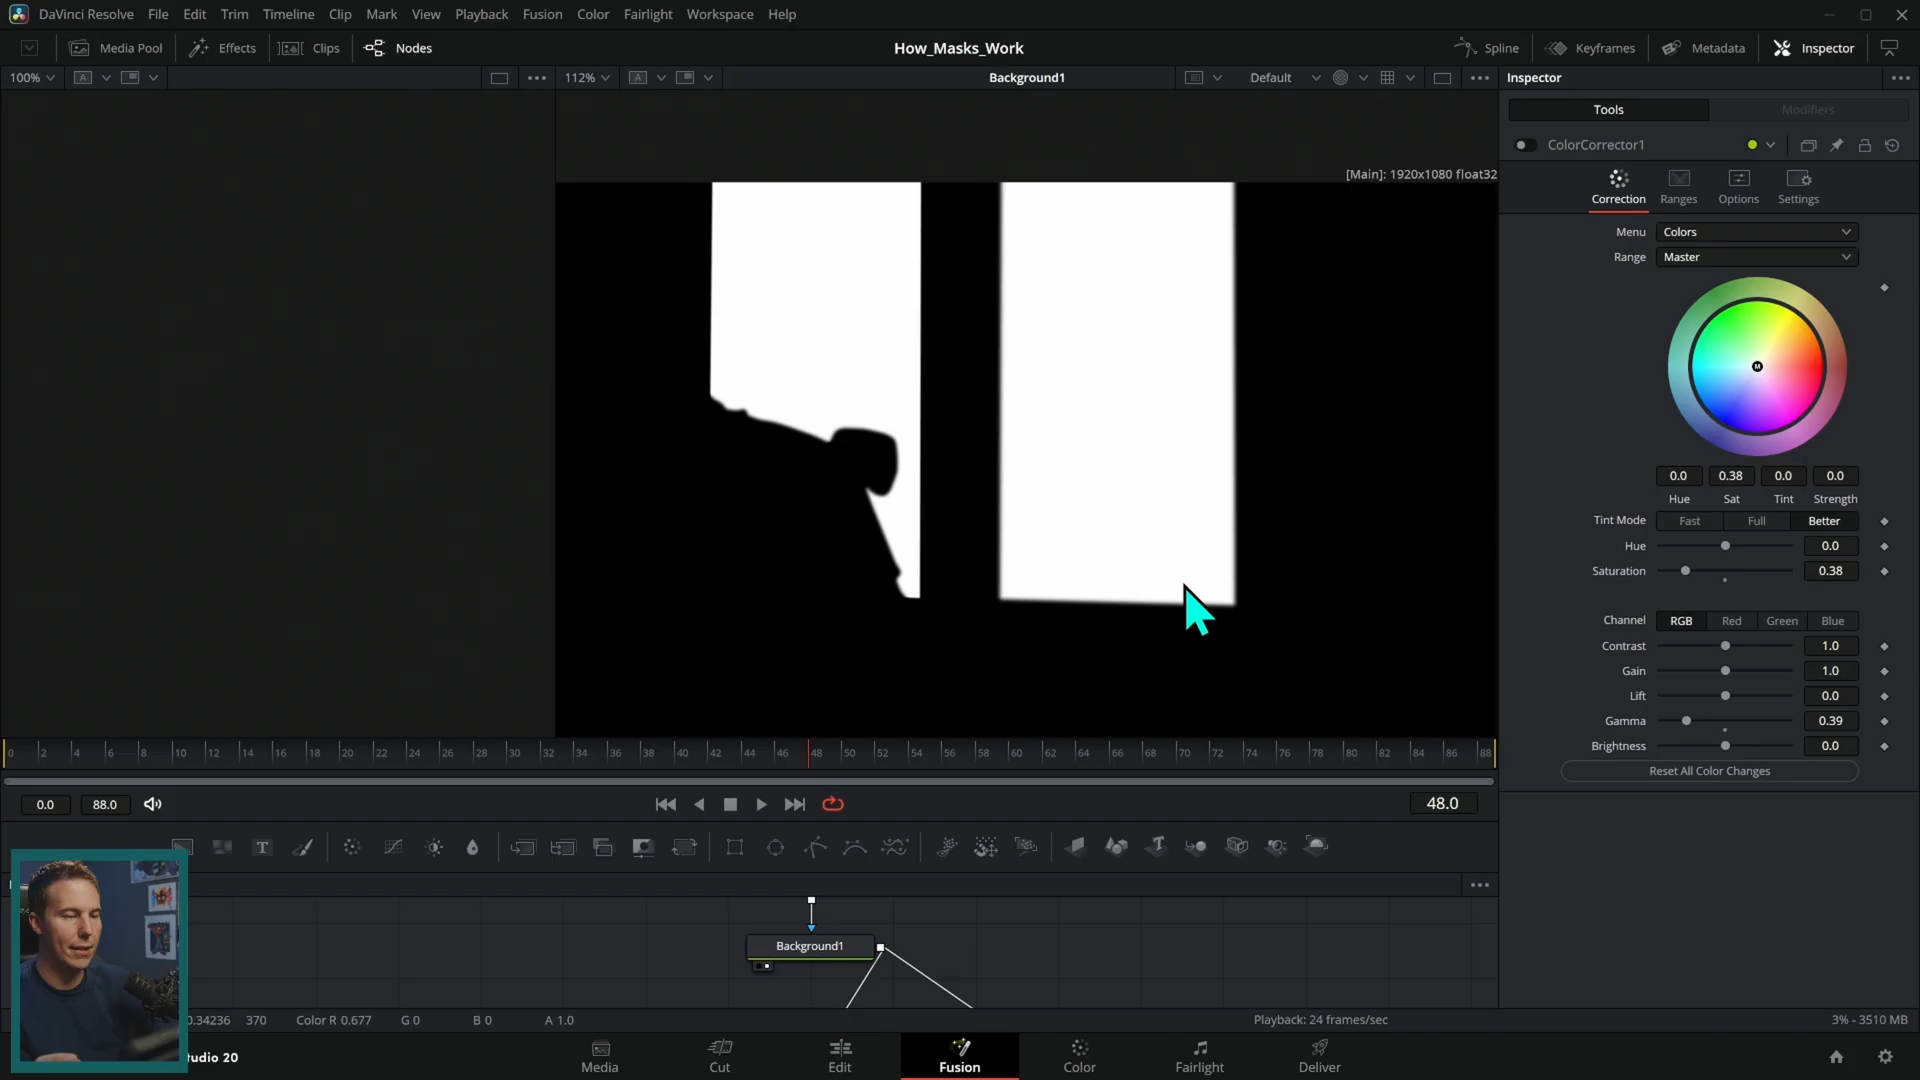 DaVinci Resolve File Edit Trim Timeline Clip Mark View Playback Fusion Color Fairlight Workspace Help
Media Pool Effects Clips Nodes How_Masks_Work Spline Keyframes Metadata Inspector
100% A 112% A Background1 Default Inspector
Tools Modifiers
ColorCorrector1
[Main]: 1920x1080 float32
Correction Ranges Options Settings
Menu Colors
Range Master
M
0.0 0.38 0.0 0.0
Hue Sat Tint Strength
Tint Mode Fast Full Better
Hue 0.0
Saturation 0.38
Channel RGB Red Green Blue
Contrast 1.0
Gain 1.0
Lift 0.0
Gamma 0.39
Brightness 0.0
Reset All Color Changes
0 2 4 6 8 10 12 14 16 18 20 22 24 26 28 30 32 34 36 38 40 42 44 46 48 50 52 54 56 58 60 62 64 66 68 70 72 74 76 78 80 82 84 86 88
0.0 88.0 48.0
T
Background1
0.34236 370 Color R 0.677 G 0 B 0 A 1.0 Playback: 24 frames/sec 3% - 3510 MB
tudio 20
Media Cut Edit Fusion Color Fairlight Deliver